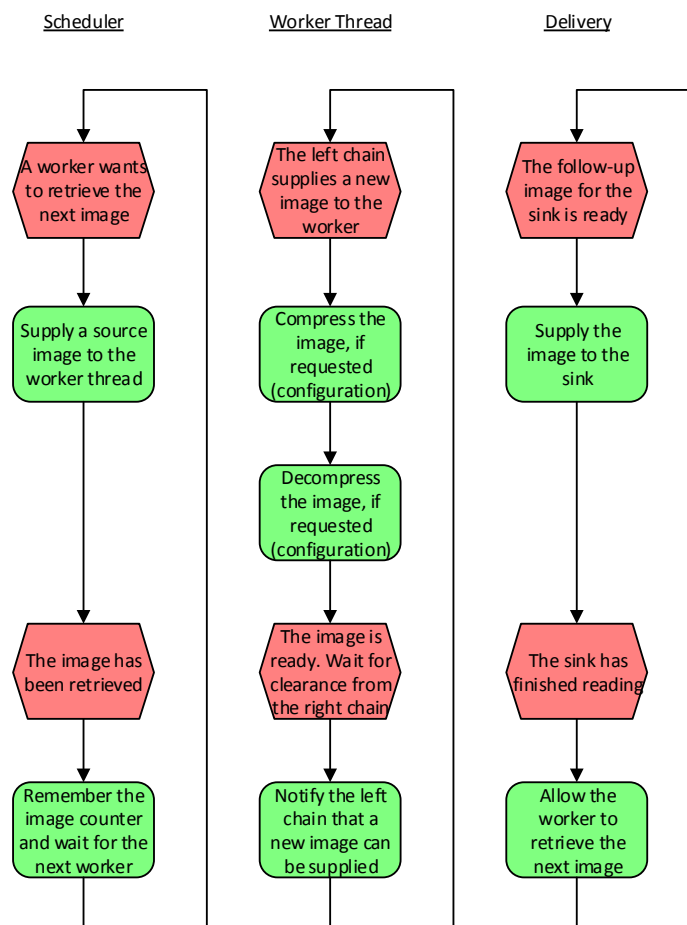 Scheduler
Worker Thread
Delivery
A worker wants
to retrieve the
next image
The left chain
supplies a new
image to the
worker
The follow-up
image for the
sink is ready
Supply a source
image to the
worker thread
Compress the
image, if
requested
(configuration)
Supply the
image to the
sink
Decompress
the image, if
requested
(configuration)
The image has
been retrieved
The image is
ready. Wait for
clearance from
the right chain
The sink has
finished reading
Remember the
image counter
and wait for the
next worker
Notify the left
chain that a
new image can
be supplied
Allow the
worker to
retrieve the
next image